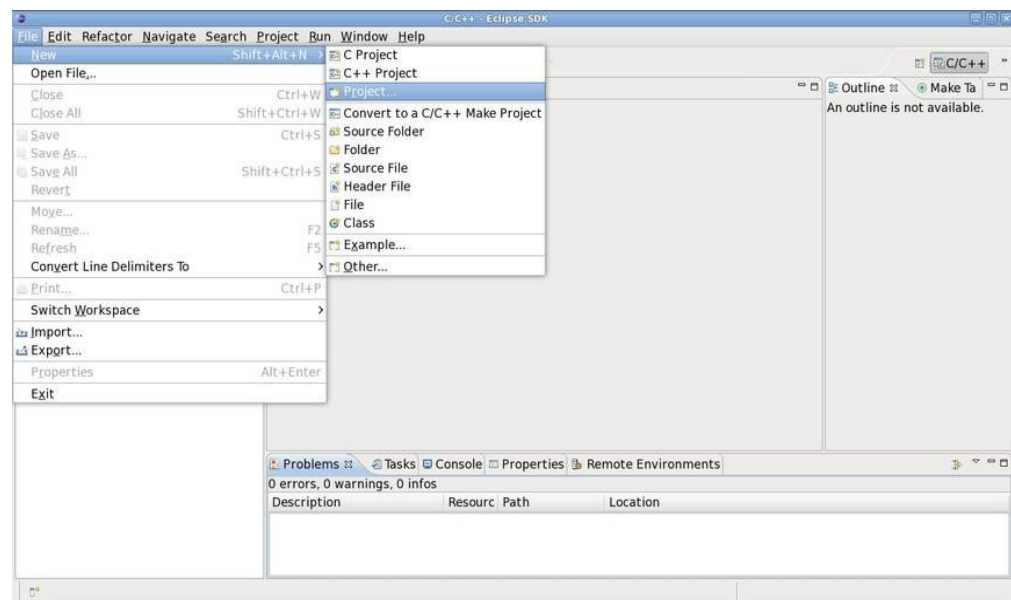 C/C++ - Eclipse SDK
File Edit Refactor Navigate Search Project Run Window Help
New Shift+Alt+N >
Open File...
Close Ctrl+W
Close All Shift+Ctrl+W
Save Ctrl+S
Save As...
Save All Shift+Ctrl+S
Revert
Move...
Rename... F2
Refresh F5
Convert Line Delimiters To >
Print... Ctrl+P
Switch Workspace >
Import...
Export...
Properties Alt+Enter
Exit
C Project
C++ Project
Project...
Convert to a C/C++ Make Project
Source Folder
Folder
Source File
Header File
File
Class
Example...
Other...
C/C++ »
Outline Make Ta
An outline is not available.
Problems Tasks Console Properties Remote Environments
0 errors, 0 warnings, 0 infos
Description Resourc Path Location